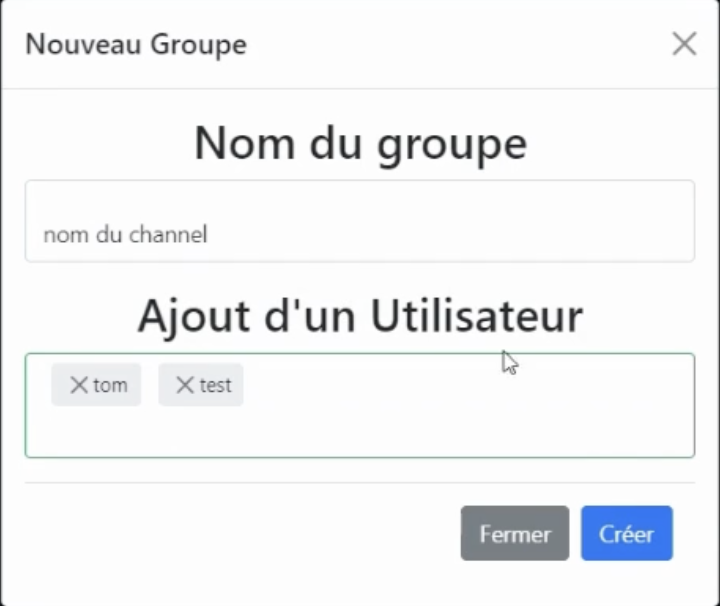 Nouveau Groupe
Nom du groupe
nom du channel
Ajout d'un Utilisateur
tom test
Fermer Créer